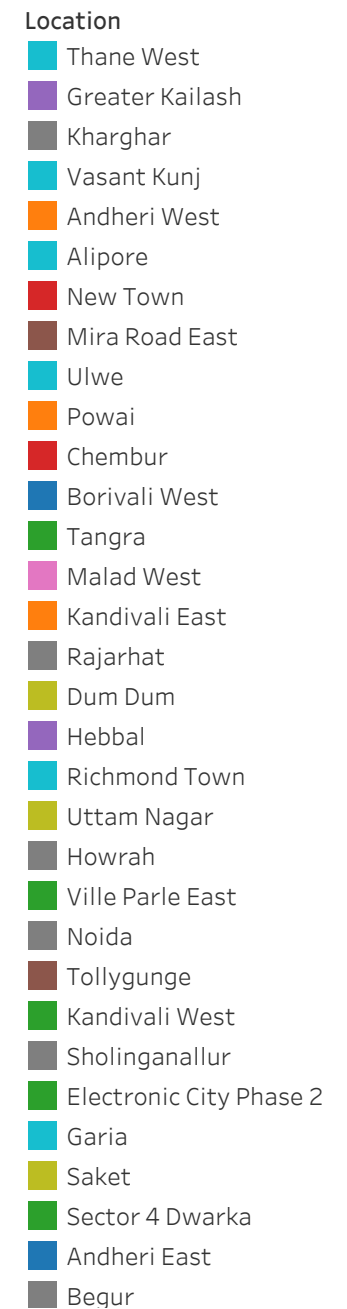 Location
Thane West
Greater Kailash
Kharghar
Vasant Kunj
Andheri West
Alipore
New Town
Mira Road East
Ulwe
Powai
Chembur
Borivali West
Tangra
Malad West
Kandivali East
Rajarhat
Dum Dum
Hebbal
Richmond Town
Uttam Nagar
Howrah
Ville Parle East
Noida
Tollygunge
Kandivali West
Sholinganallur
Electronic City Phase 2
Garia
Saket
Sector 4 Dwarka
Andheri East
Begur